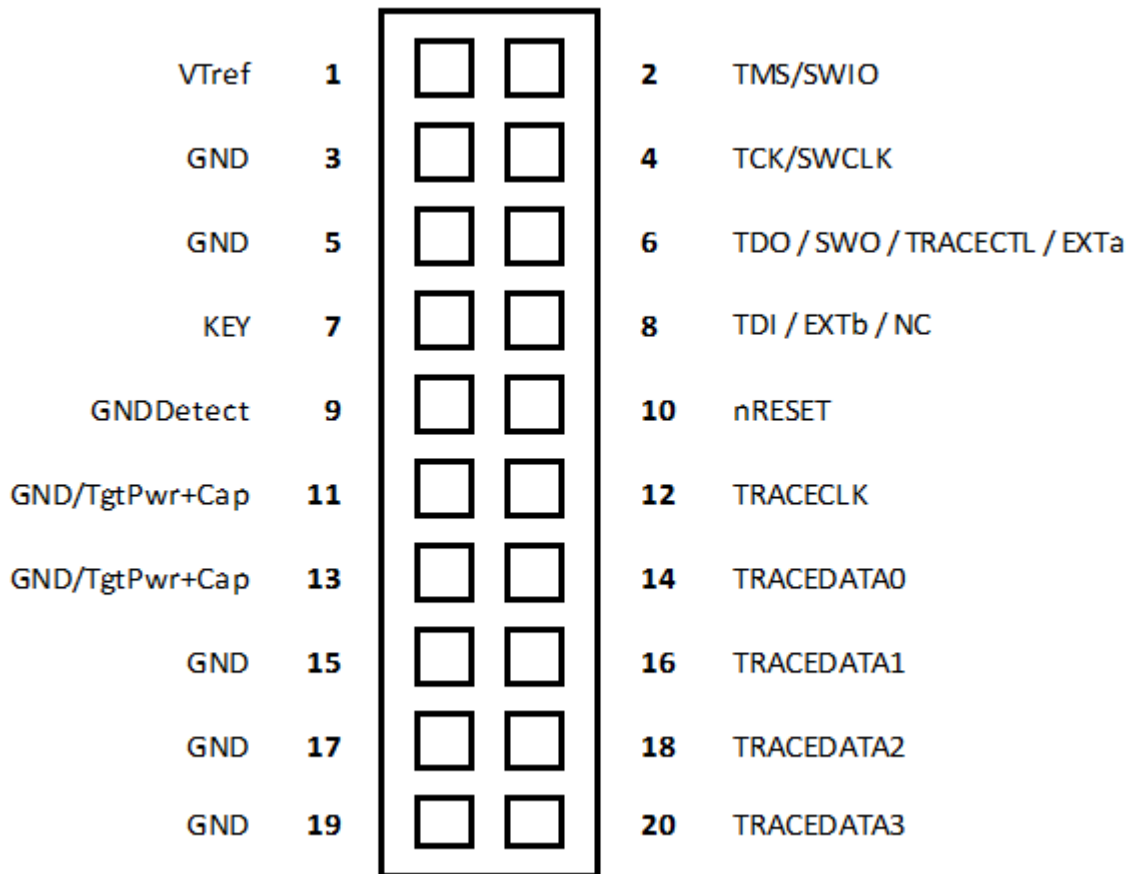 VTref 1 2 TMS/SWIO
GND 3 4 TCK/SWCLK
GND 5 6 TDO / SWO / TRACECTL / EXTa
KEY 7 8 TDI / EXTb / NC
GNDDetect 9 10 nRESET
GND/TgtPwr+Cap 11 12 TRACECLK
GND/TgtPwr+Cap 13 14 TRACEDATA0
GND 15 16 TRACEDATA1
GND 17 18 TRACEDATA2
GND 19 20 TRACEDATA3